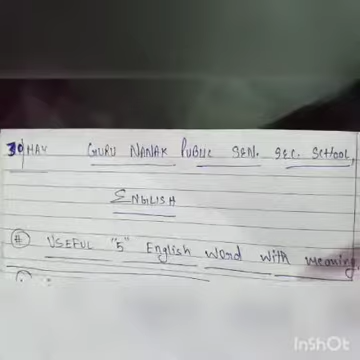 30 MAY GURU NANAK PUBLIC SEN. SEC. SCHOOL
ENGLISH
# USEFUL "5" English Word With meaning
InShOt